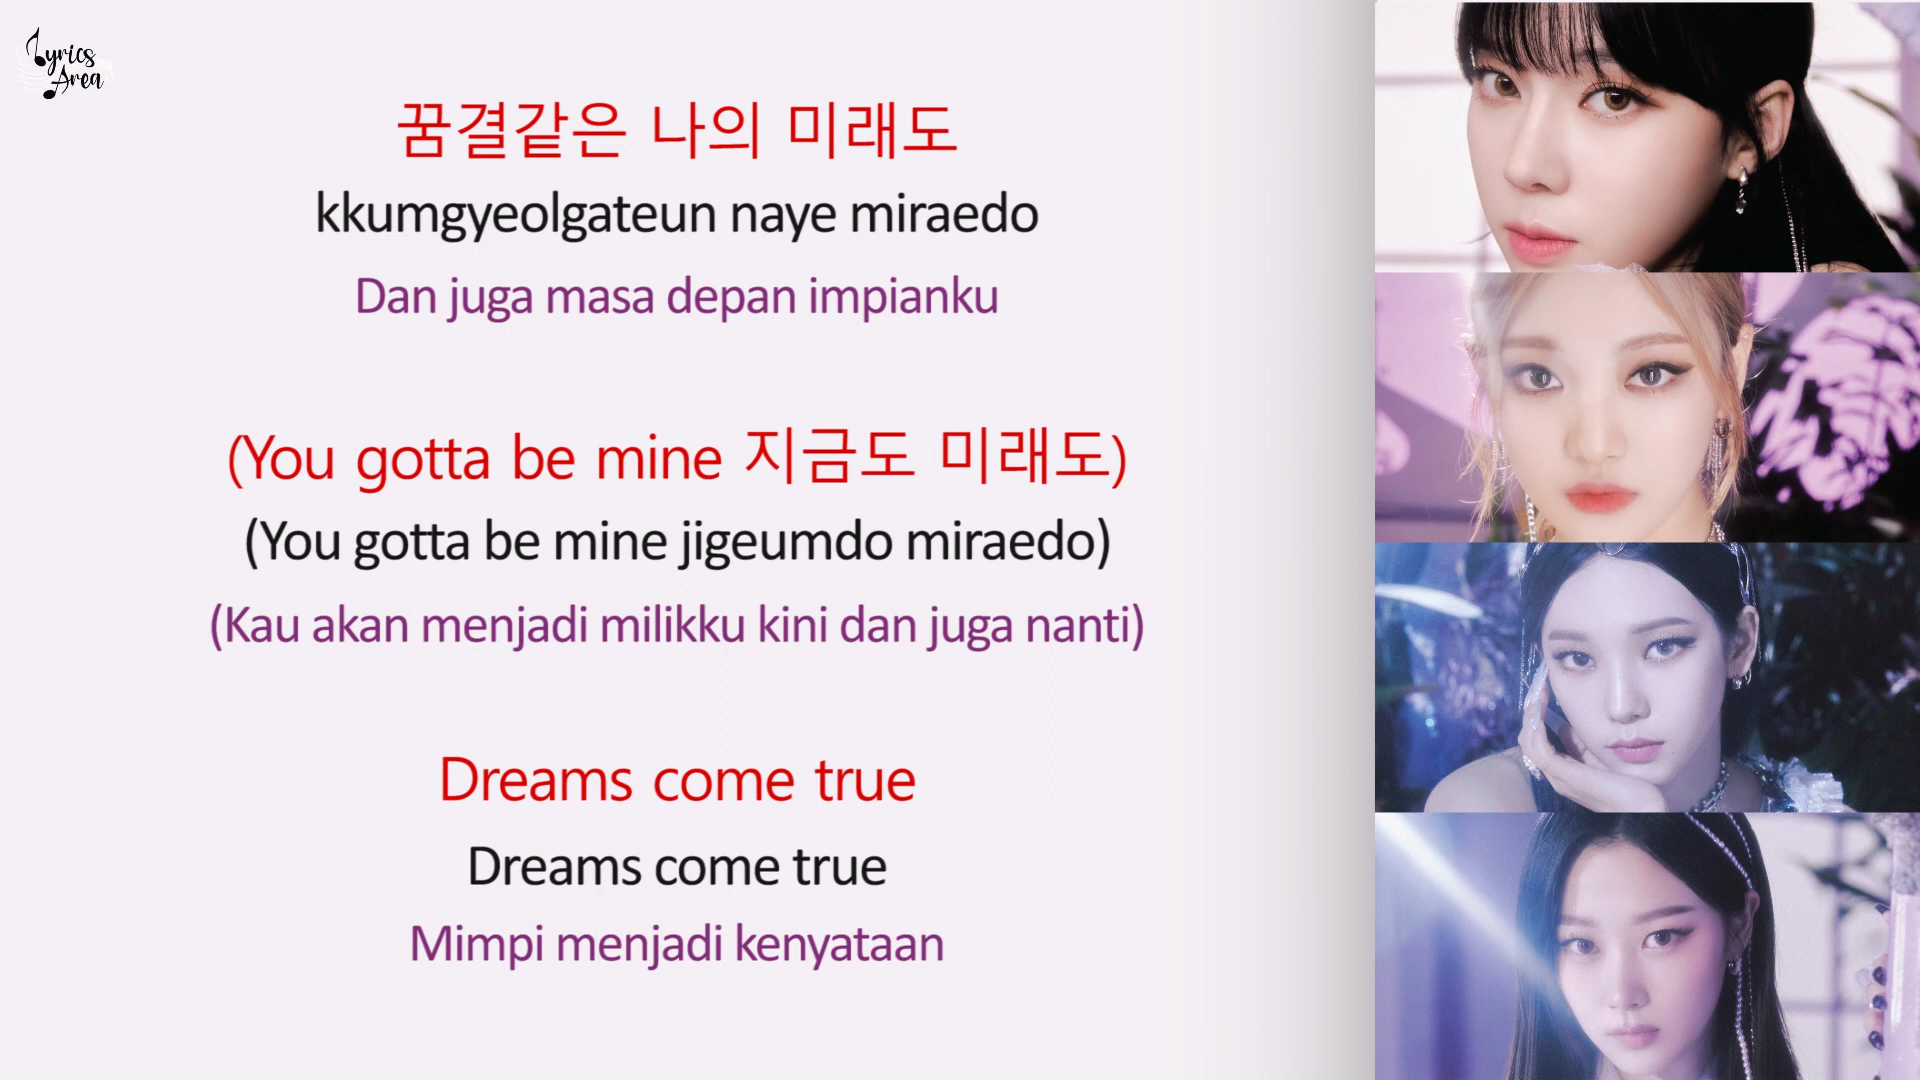 Lyrics
Area
꿈결같은 나의 미래도
kkumgyeolgateun naye miraedo
Dan juga masa depan impianku
(You gotta be mine 지금도 미래도)
(You gotta be mine jigeumdo miraedo)
(Kau akan menjadi milikku kini dan juga nanti)
Dreams come true
Dreams come true
Mimpi menjadi kenyataan